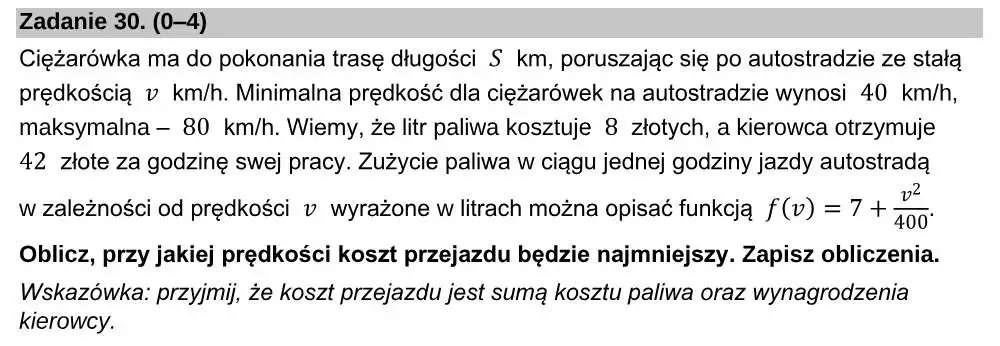 Zadanie 30. (0–4)
Ciężarówka ma do pokonania trasę długości S km, poruszając się po autostradzie ze stałą
prędkością v km/h. Minimalna prędkość dla ciężarówek na autostradzie wynosi 40 km/h,
maksymalna – 80 km/h. Wiemy, że litr paliwa kosztuje 8 złotych, a kierowca otrzymuje
42 złote za godzinę swej pracy. Zużycie paliwa w ciągu jednej godziny jazdy autostradą
w zależności od prędkości v wyrażone w litrach można opisać funkcją f(v) = 7 + v²/400.
Oblicz, przy jakiej prędkości koszt przejazdu będzie najmniejszy. Zapisz obliczenia.
Wskazówka: przyjmij, że koszt przejazdu jest sumą kosztu paliwa oraz wynagrodzenia
kierowcy.